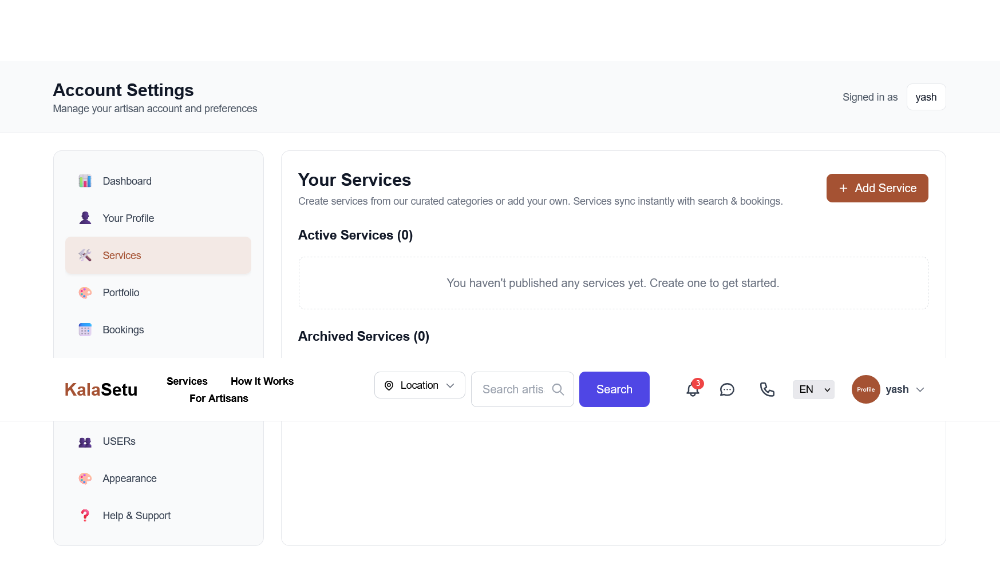 Account Settings
Manage your artisan account and preferences
Signed in as
yash
Dashboard
Your Profile
Services
Portfolio
Bookings
Your Services
Create services from our curated categories or add your own. Services sync instantly with search & bookings.
+ Add Service
Active Services (0)
You haven't published any services yet. Create one to get started.
Archived Services (0)
KalaSetu
Services
How It Works
For Artisans
Location
Search artis
Search
3
EN
Profile
yash
USERs
Appearance
Help & Support